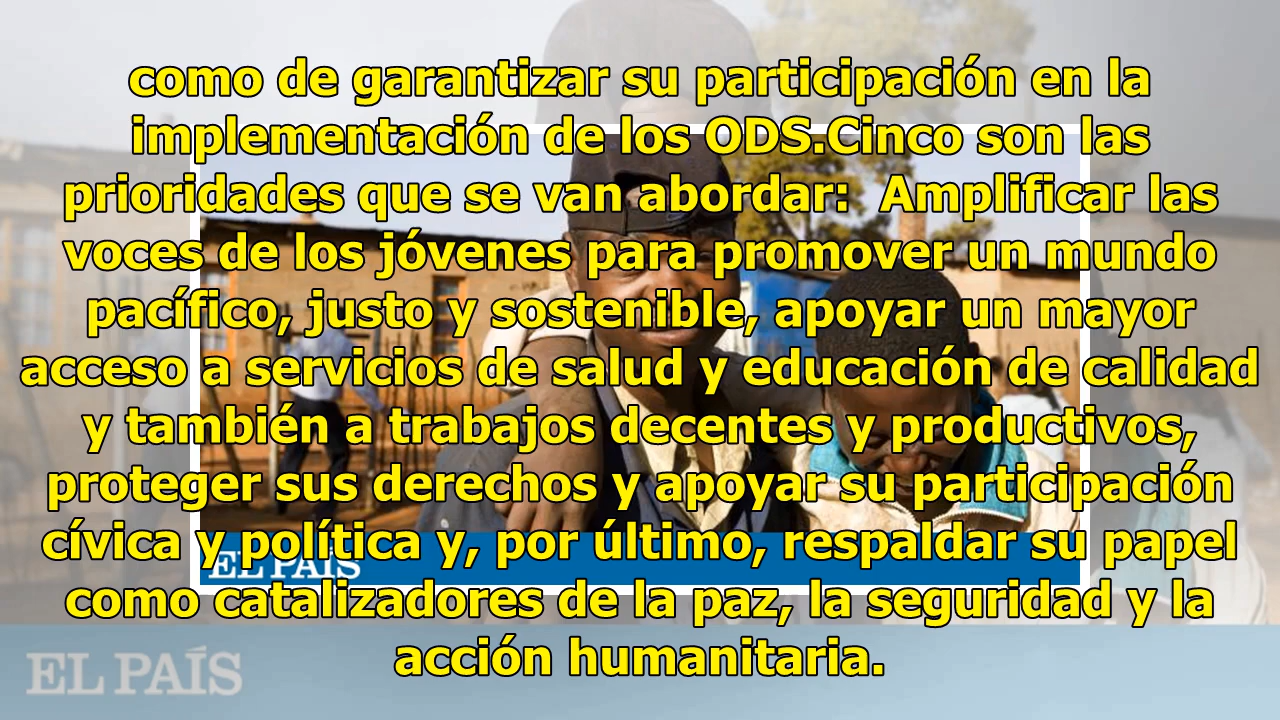 como de garantizar su participación en la
implementación de los ODS.Cinco son las
prioridades que se van abordar:  Amplificar las
voces de los jóvenes para promover un mundo
pacífico, justo y sostenible, apoyar un mayor
acceso a servicios de salud y educación de calidad
y también a trabajos decentes y productivos,
proteger sus derechos y apoyar su participación
cívica y política y, por último, respaldar su papel
EL PAÍS
como catalizadores de la paz, la seguridad y la
acción humanitaria.
EL PAÍS